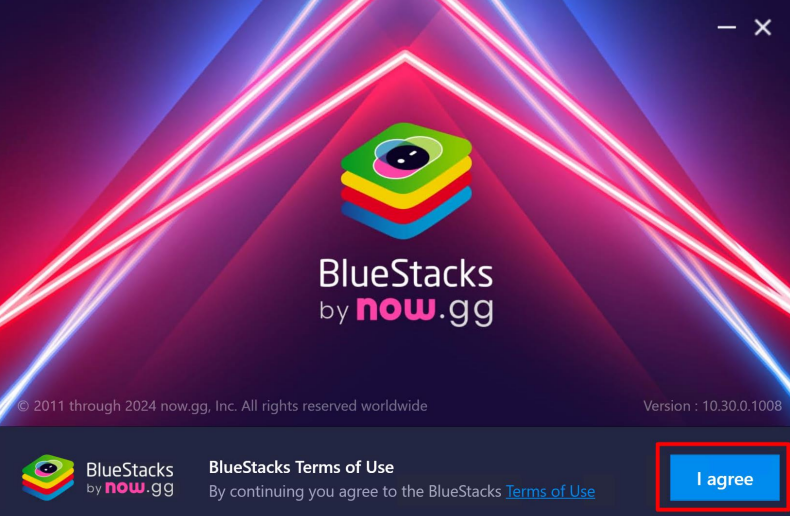 BlueStacks
by now.gg
© 2011 through 2024 now.gg, Inc. All rights reserved worldwide
Version : 10.30.0.1008
BlueStacks
by now.gg
BlueStacks Terms of Use
By continuing you agree to the BlueStacks Terms of Use
I agree